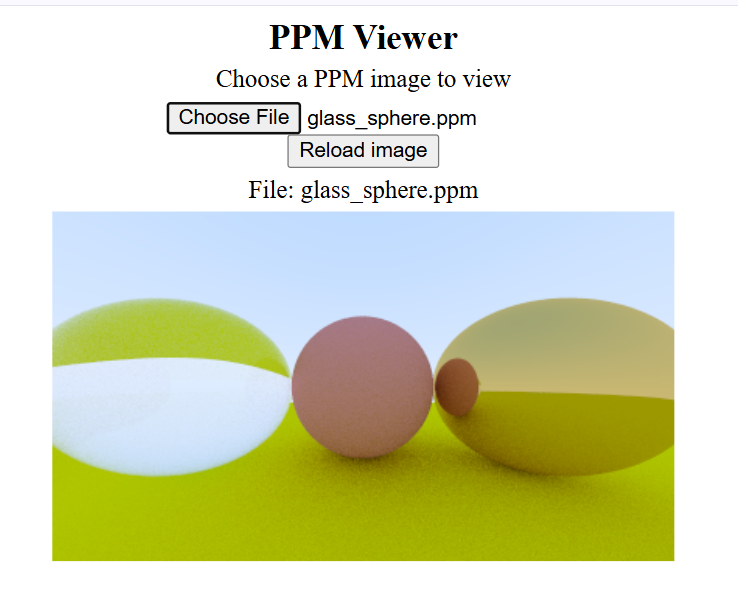 PPM Viewer
Choose a PPM image to view
Choose File glass_sphere.ppm
Reload image
File: glass_sphere.ppm